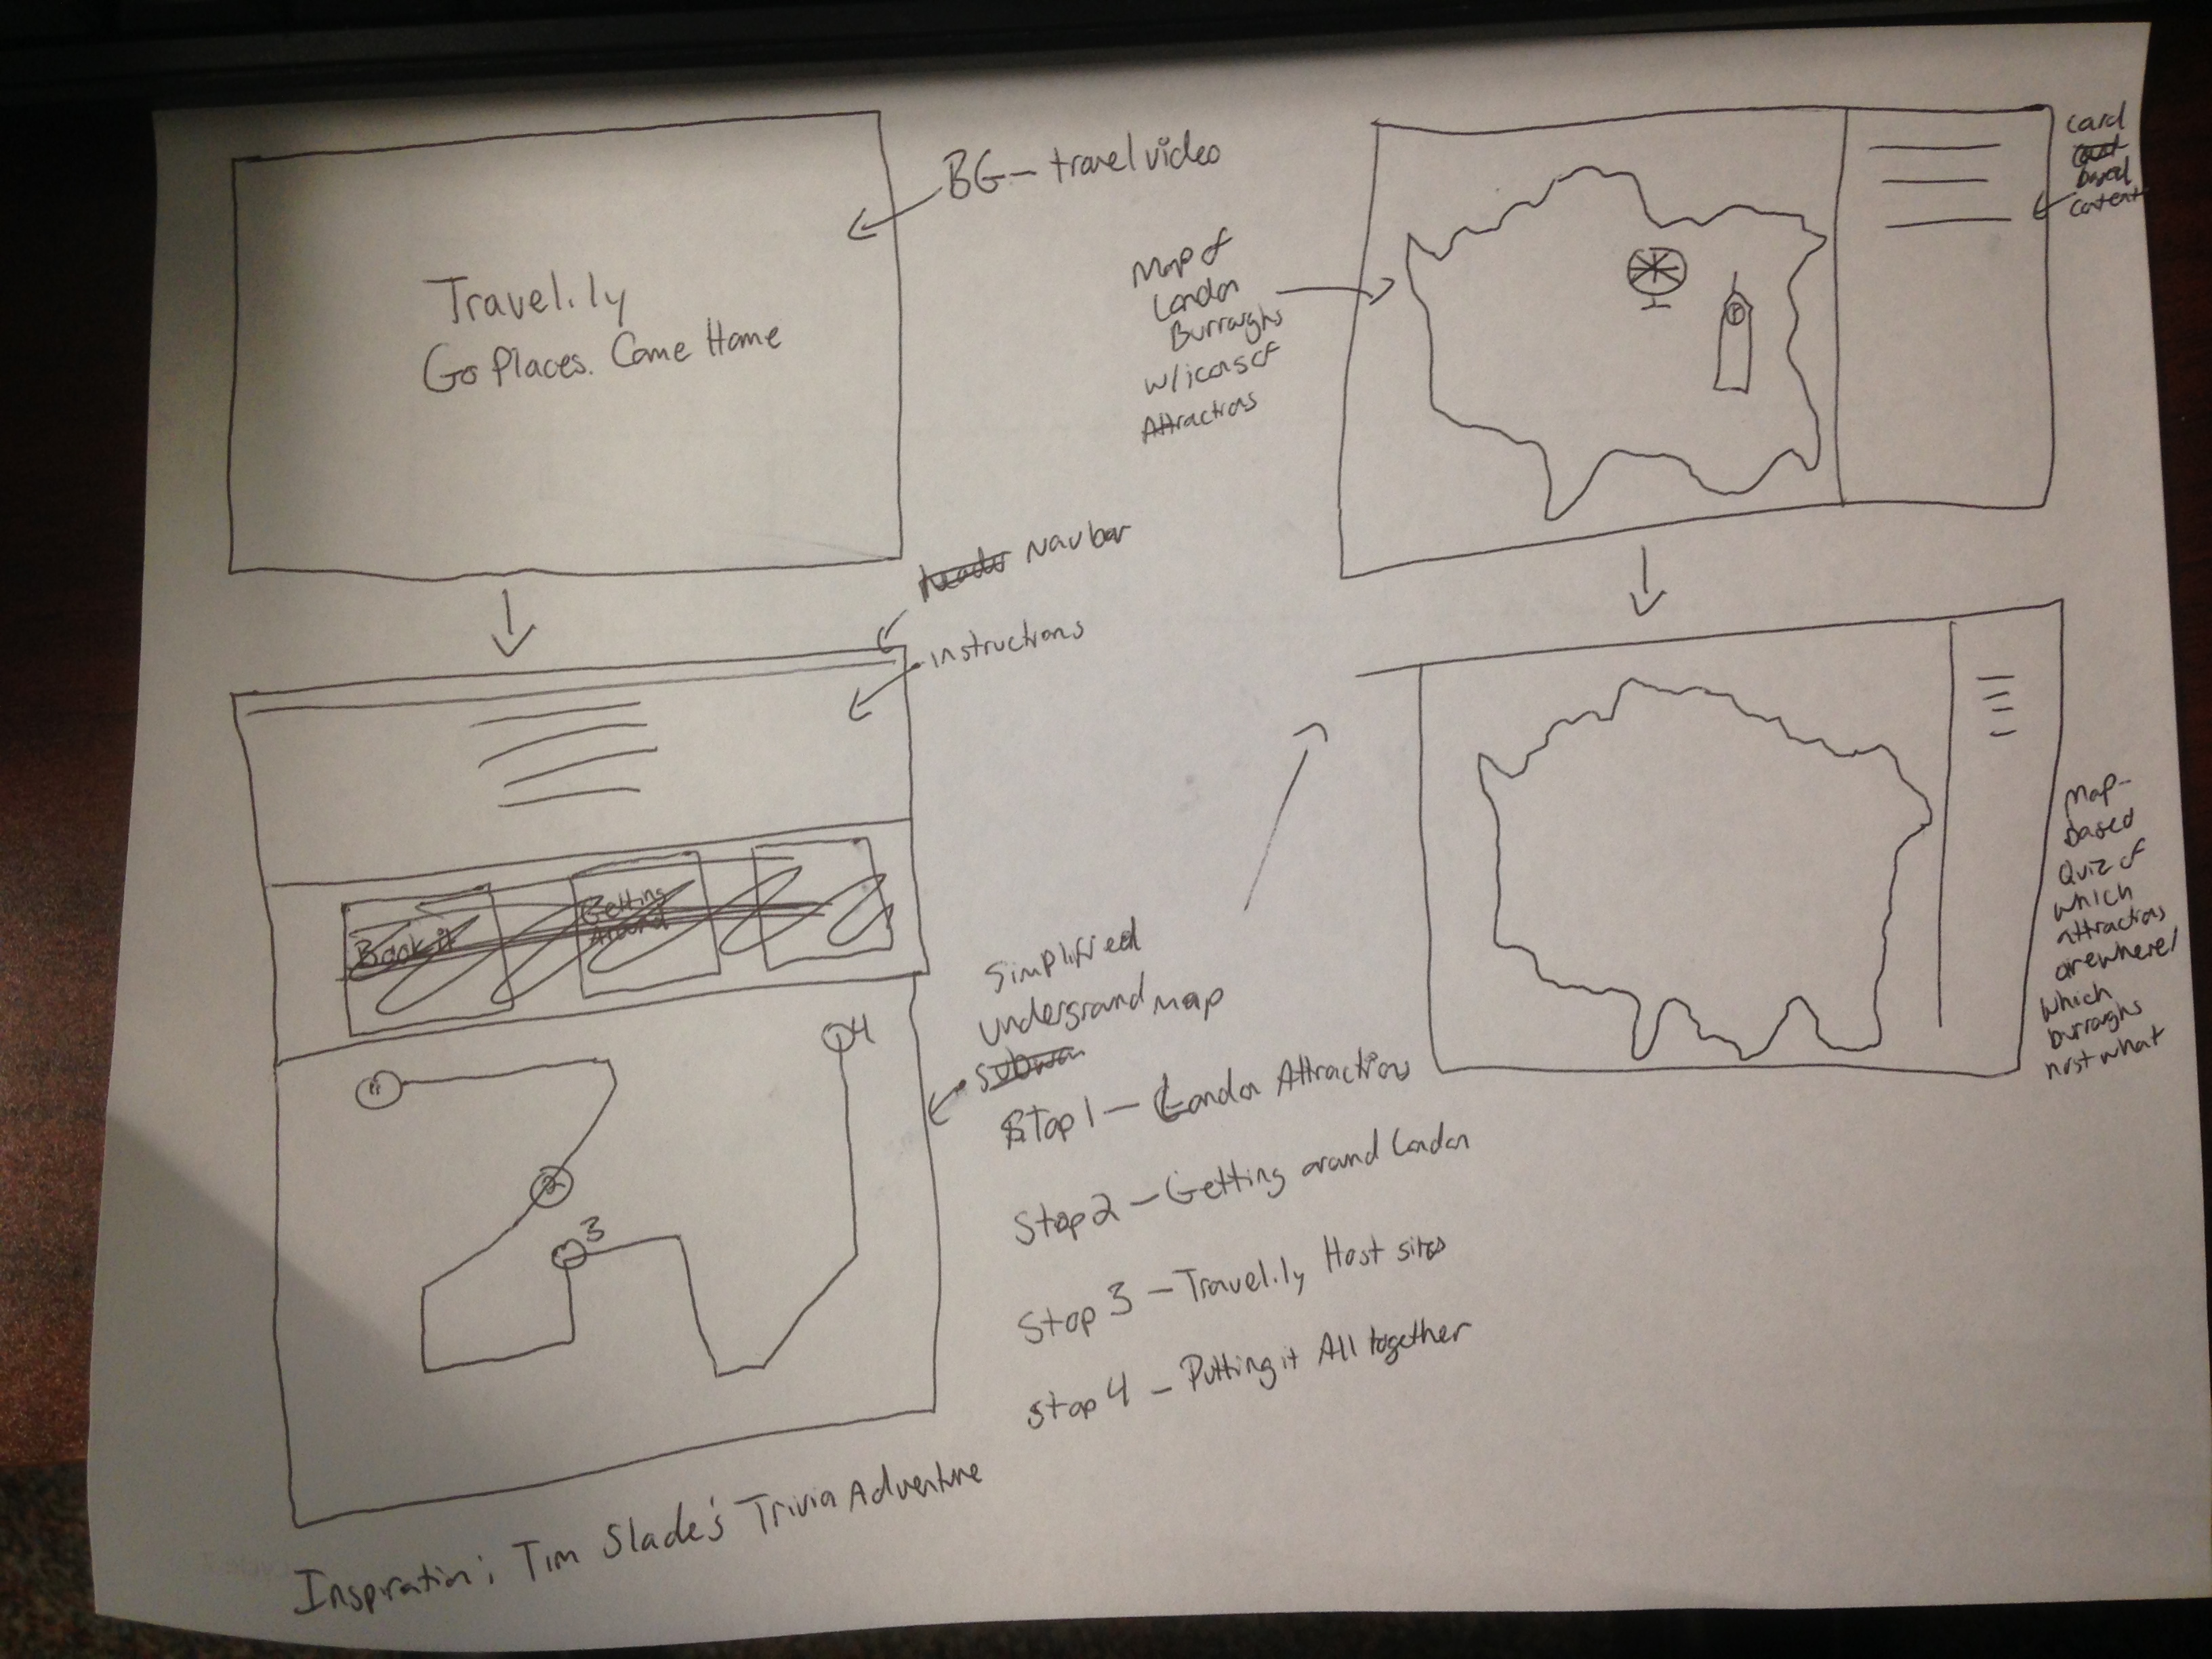 Travel.ly
Go Places. Come Home
BG - travel video
navbar
instructions
Booking
Getting
Around
1
2
3
4
Simplified
Underground map
Stop 1 - London Attractions
Stop 2 - Getting around London
Stop 3 - Travel.ly Host sites
Stop 4 - Putting it All together
Inspiration: Tim Slade's Trivia Adventure
Map of
London
Burroughs
w/icons of
Attractions
card
based
content
Map-
based
Quiz of
which
attractions
are where/
which
burroughs
host what